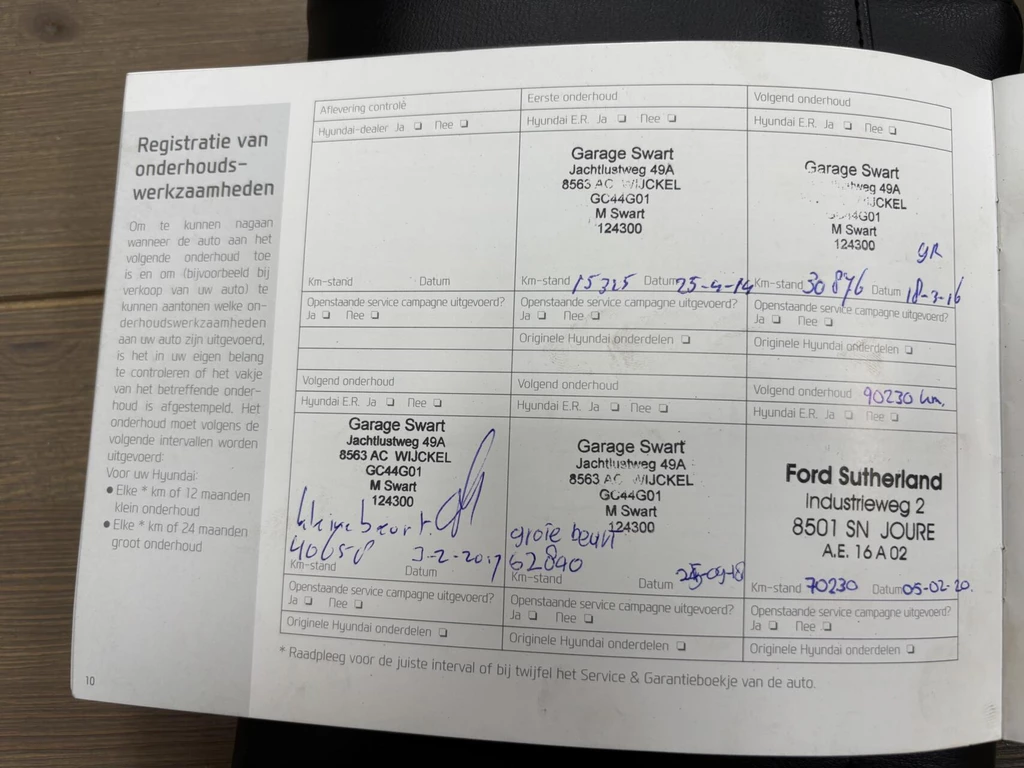 Registratie van
onderhouds-
werkzaamheden
Om te kunnen nagaan
wanneer de auto aan het
volgende onderhoud toe
is en om (bijvoorbeeld bij
verkoop van uw auto) te
kunnen aantonen welke on-
derhoudswerkzaamheden
aan uw auto zijn uitgevoerd,
is het in uw eigen belang
te controleren of het vakje
van het betreffende onder-
houd is afgestempeld. Het
onderhoud moet volgens de
volgende intervallen worden
uitgevoerd:
Voor uw Hyundai:
● Elke * km of 12 maanden
klein onderhoud
● Elke * km of 24 maanden
groot onderhoud
10
Aflevering controle
Hyundai-dealer Ja ❏ Nee ❏
Km-stand Datum
Openstaande service campagne uitgevoerd?
Ja ❏ Nee ❏
Eerste onderhoud
Hyundai E.R. Ja ❏ Nee ❏
Garage Swart
Jachtlustweg 49A
8563 AC WIJCKEL
GC44G01
M Swart
124300
Km-stand 15325 Datum 25-4-14
Openstaande service campagne uitgevoerd?
Ja ❏ Nee ❏
Originele Hyundai onderdelen ❏
Volgend onderhoud
Hyundai E.R. Ja ❏ Nee ❏
Garage Swart
49A
M Swart
124300
GR
Km-stand 30876 Datum 18-3-16
Openstaande service campagne uitgevoerd?
Ja ❏ Nee ❏
Originele Hyundai onderdelen ❏
Volgend onderhoud
Hyundai E.R. Ja ❏ Nee ❏
Garage Swart
Jachtlustweg 49A
8563 AC WIJCKEL
GC44G01
M Swart
124300
kleine beurt.
40658 3-2-2017
Km-stand Datum
Openstaande service campagne uitgevoerd?
Ja ❏ Nee ❏
Originele Hyundai onderdelen ❏
Volgend onderhoud
Hyundai E.R. Ja ❏ Nee ❏
Garage Swart
Jachtlustweg 49A
8563 AC WIJCKEL
GC44G01
M Swart
124300
grote beurt
62890
Km-stand Datum
Openstaande service campagne uitgevoerd?
Ja ❏ Nee ❏
Originele Hyundai onderdelen ❏
Volgend onderhoud 90230 km.
Hyundai E.R. Ja ❏ Nee ❏
Ford Sutherland
Industrieweg 2
8501 SN JOURE
A.E. 16 A 02
Km-stand 70230 Datum 05-02-20.
Openstaande service campagne uitgevoerd?
Ja ❏ Nee ❏
Originele Hyundai onderdelen ❏
* Raadpleeg voor de juiste interval of bij twijfel het Service & Garantieboekje van de auto.